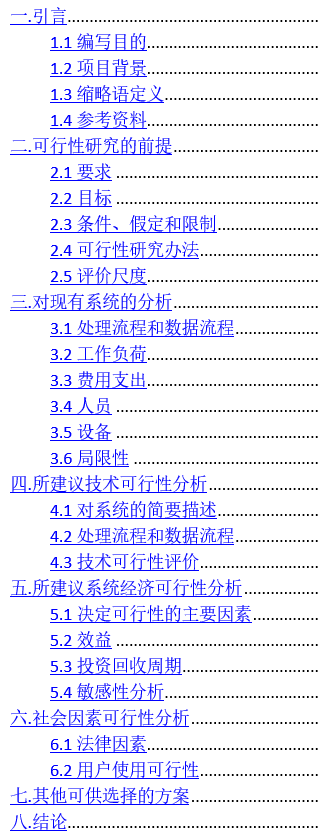 一.引言
1.1 编写目的
1.2 项目背景
1.3 缩略语定义
1.4 参考资料
二.可行性研究的前提
2.1 要求
2.2 目标
2.3 条件、假定和限制
2.4 可行性研究办法
2.5 评价尺度
三.对现有系统的分析
3.1 处理流程和数据流程
3.2 工作负荷
3.3 费用支出
3.4 人员
3.5 设备
3.6 局限性
四.所建议技术可行性分析
4.1 对系统的简要描述
4.2 处理流程和数据流程
4.3 技术可行性评价
五.所建议系统经济可行性分析
5.1 决定可行性的主要因素
5.2 效益
5.3 投资回收周期
5.4 敏感性分析
六.社会因素可行性分析
6.1 法律因素
6.2 用户使用可行性
七.其他可供选择的方案
八.结论